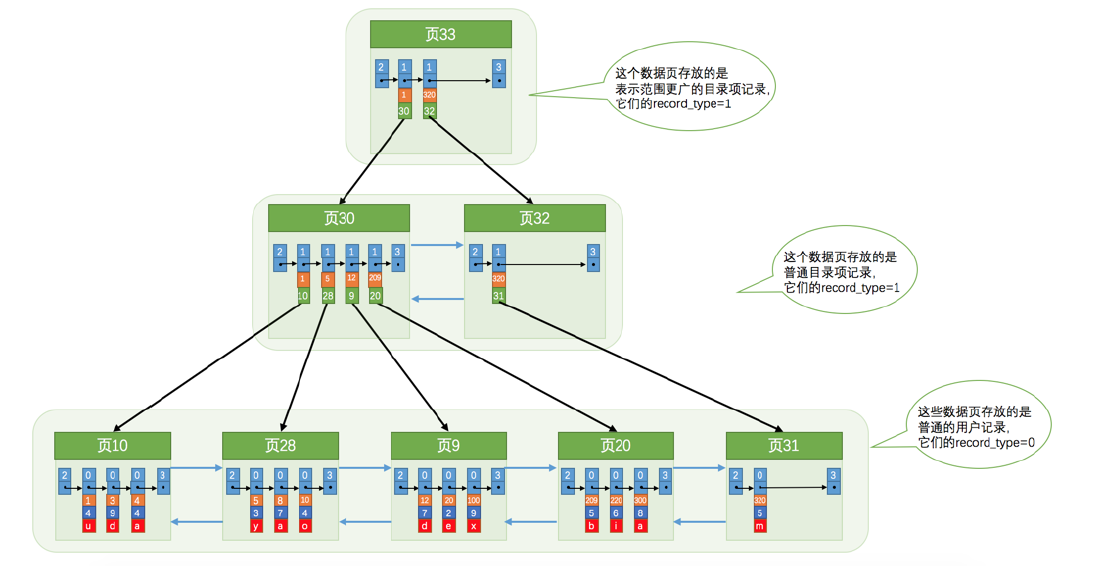 页33
2 1 1 3
1 320
30 32
这个数据页存放的是
表示范围更广的目录项记录,
它们的record_type=1
页30 页32
2 1 1 1 1 3 2 1 3
1 5 12 209 320
10 28 9 20 31
这个数据页存放的是
普通目录项记录,
它们的record_type=1
页10 页28 页9 页20 页31
2 0 0 0 3 2 0 0 0 3 2 0 0 0 3 2 0 0 0 3 2 0 3
1 3 4 5 8 10 12 20 100 209 220 300 320
4 9 4 3 7 4 7 2 9 5 6 8 5
u d a y a o d e x b i a m
这些数据页存放的是
普通的用户记录,
它们的record_type=0